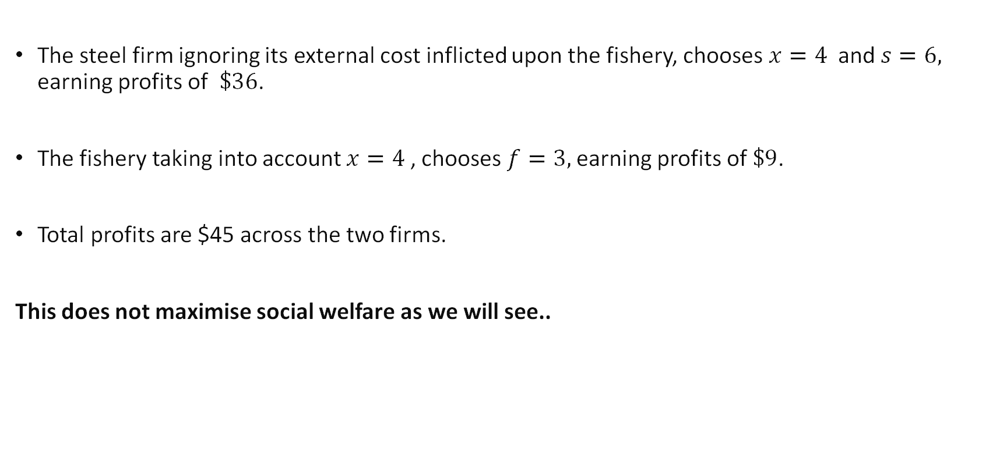 • The steel firm ignoring its external cost inflicted upon the fishery, chooses x = 4 and s = 6,
earning profits of $36.
• The fishery taking into account x = 4 , chooses f = 3, earning profits of $9.
• Total profits are $45 across the two firms.
This does not maximise social welfare as we will see..